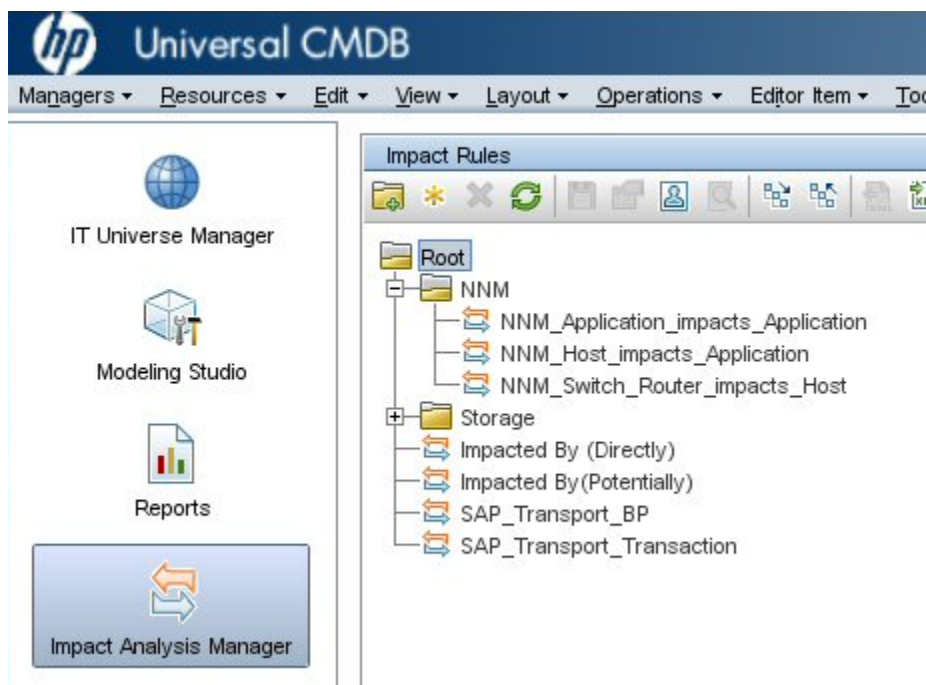 hp Universal CMDB
Managers Resources Edit View Layout Operations Editor Item Too
IT Universe Manager
Modeling Studio
Reports
Impact Analysis Manager
Impact Rules
Root
NNM
NNM_Application_impacts_Application
NNM_Host_impacts_Application
NNM_Switch_Router_impacts_Host
Storage
Impacted By (Directly)
Impacted By(Potentially)
SAP_Transport_BP
SAP_Transport_Transaction